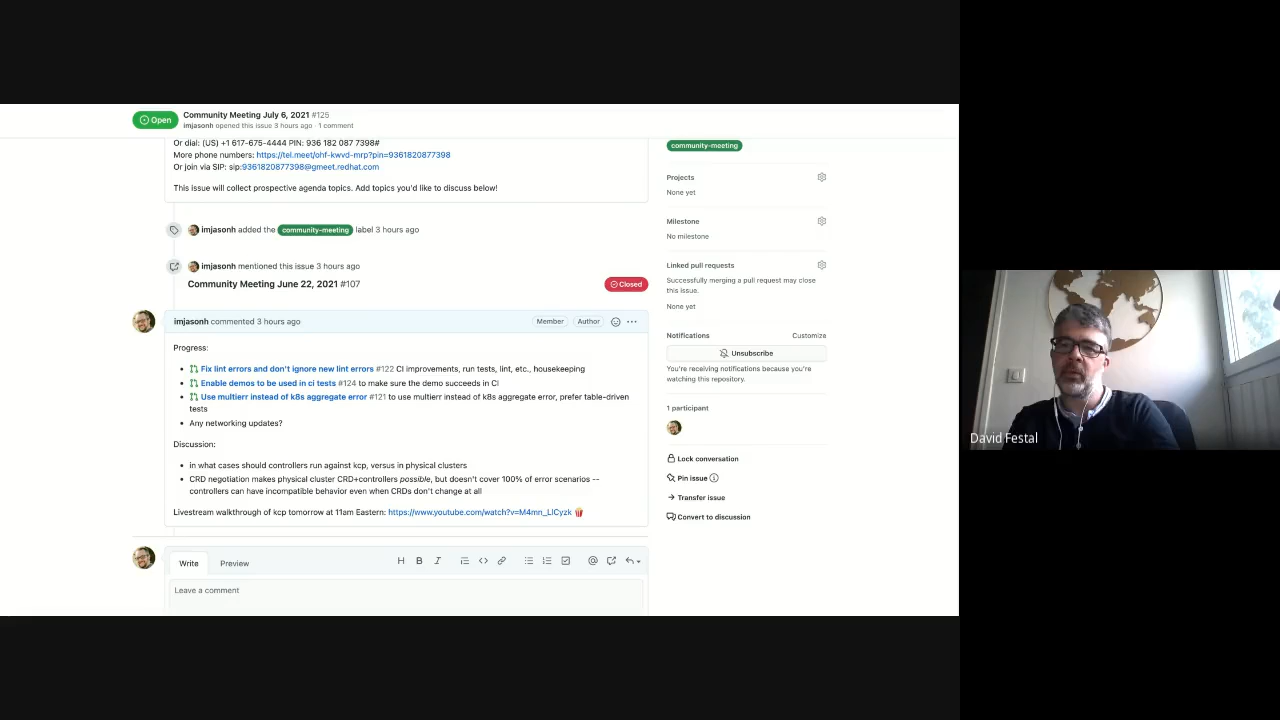 Open
Community Meeting July 6, 2021 #125
imjasonh opened this issue 3 hours ago · 1 comment
Or dial: (US) +1 617-675-4444 PIN: 936 182 087 7398#
More phone numbers: https://tel.meet/ohf-kwvd-mrp?pin=9361820877398
Or join via SIP: sip:9361820877398@gmeet.redhat.com
This issue will collect prospective agenda topics. Add topics you'd like to discuss below!
imjasonh added the community-meeting label 3 hours ago
imjasonh mentioned this issue 3 hours ago
Community Meeting June 22, 2021 #107
Closed
imjasonh commented 3 hours ago
Member
Author
Progress:
Fix lint errors and don't ignore new lint errors #122 CI improvements, run tests, lint, etc., housekeeping
Enable demos to be used in ci tests #124 to make sure the demo succeeds in CI
Use multierr instead of k8s aggregate error #121 to use multierr instead of k8s aggregate error, prefer table-driven
tests
Any networking updates?
Discussion:
in what cases should controllers run against kcp, versus in physical clusters
CRD negotiation makes physical cluster CRD+controllers possible, but doesn't cover 100% of error scenarios --
controllers can have incompatible behavior even when CRDs don't change at all
Livestream walkthrough of kcp tomorrow at 11am Eastern: https://www.youtube.com/watch?v=M4mn_LlCyzk
Write
Preview
Leave a comment
community-meeting
Projects
None yet
Milestone
No milestone
Linked pull requests
Successfully merging a pull request may close
this issue.
None yet
Notifications
Customize
Unsubscribe
You're receiving notifications because you're
watching this repository.
1 participant
Lock conversation
Pin issue
Transfer issue
Convert to discussion
David Festal